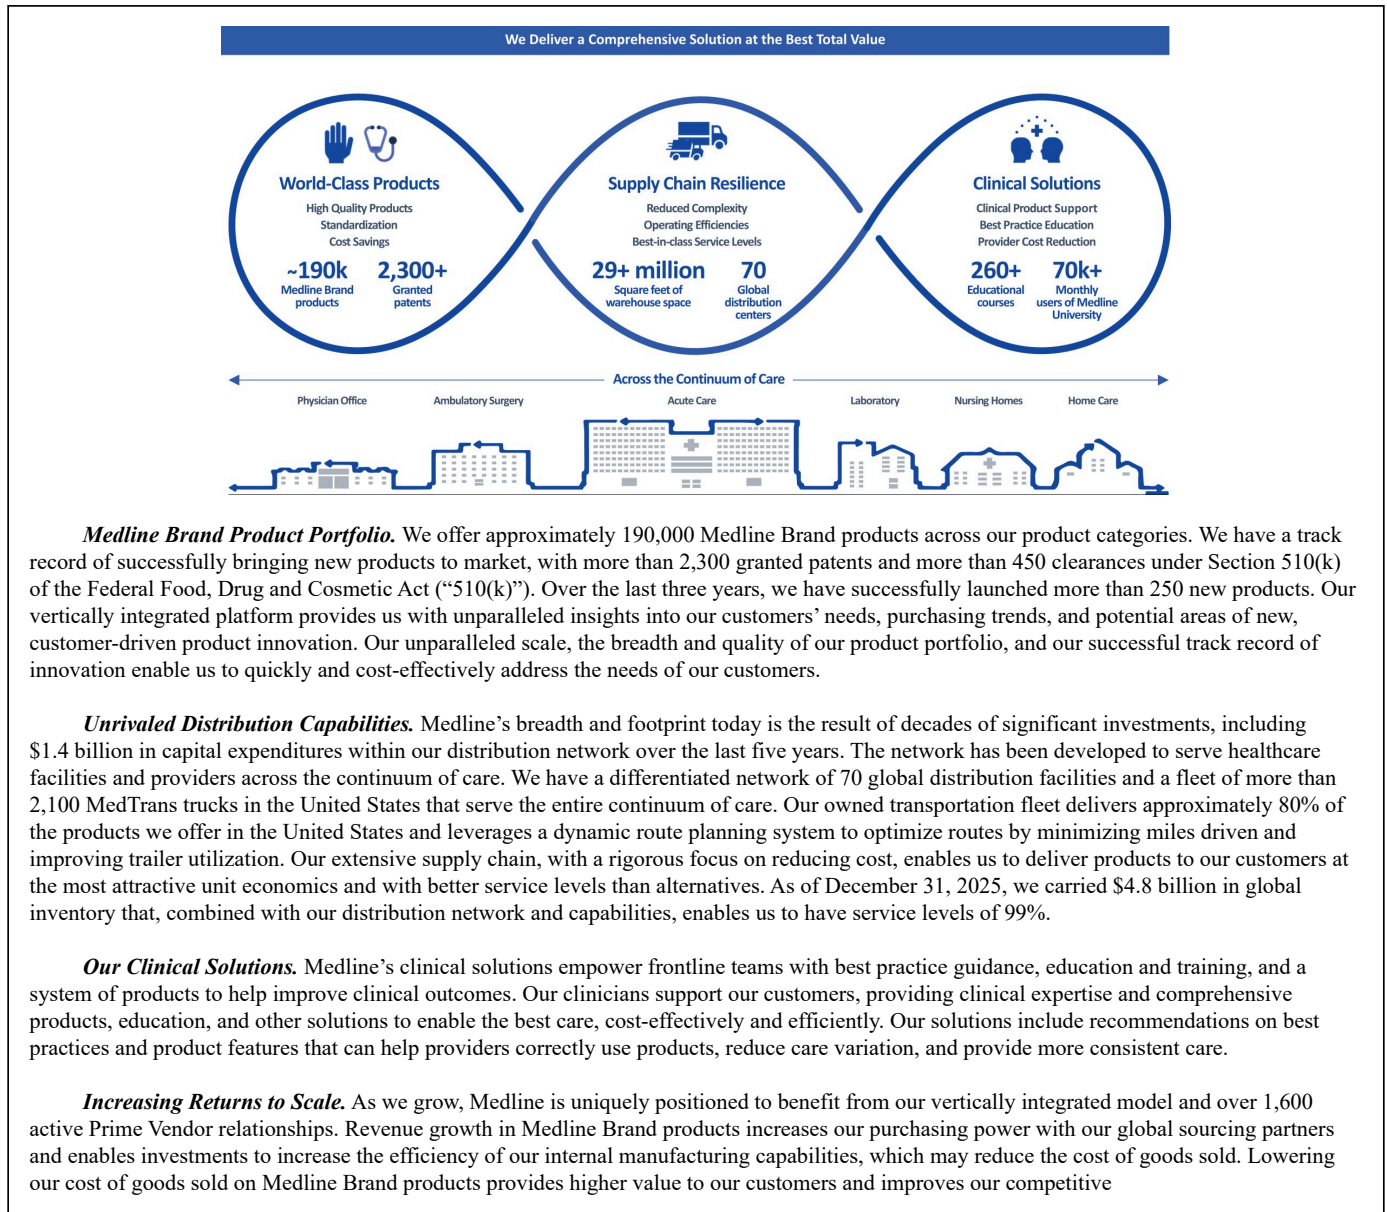 We Deliver a Comprehensive Solution at the Best Total Value
World-Class Products
High Quality Products
Standardization
Cost Savings
~190k
Medline Brand
products
2,300+
Granted
patents
Supply Chain Resilience
Reduced Complexity
Operating Efficiencies
Best-in-class Service Levels
29+ million
Square feet of
warehouse space
70
Global
distribution
centers
Clinical Solutions
Clinical Product Support
Best Practice Education
Provider Cost Reduction
260+
Educational
courses
70k+
Monthly
users of Medline
University
Across the Continuum of Care
Physician Office
Ambulatory Surgery
Acute Care
Laboratory
Nursing Homes
Home Care
Medline Brand Product Portfolio. We offer approximately 190,000 Medline Brand products across our product categories. We have a track
record of successfully bringing new products to market, with more than 2,300 granted patents and more than 450 clearances under Section 510(k)
of the Federal Food, Drug and Cosmetic Act (“510(k)”). Over the last three years, we have successfully launched more than 250 new products. Our
vertically integrated platform provides us with unparalleled insights into our customers’ needs, purchasing trends, and potential areas of new,
customer-driven product innovation. Our unparalleled scale, the breadth and quality of our product portfolio, and our successful track record of
innovation enable us to quickly and cost-effectively address the needs of our customers.
Unrivaled Distribution Capabilities. Medline’s breadth and footprint today is the result of decades of significant investments, including
$1.4 billion in capital expenditures within our distribution network over the last five years. The network has been developed to serve healthcare
facilities and providers across the continuum of care. We have a differentiated network of 70 global distribution facilities and a fleet of more than
2,100 MedTrans trucks in the United States that serve the entire continuum of care. Our owned transportation fleet delivers approximately 80% of
the products we offer in the United States and leverages a dynamic route planning system to optimize routes by minimizing miles driven and
improving trailer utilization. Our extensive supply chain, with a rigorous focus on reducing cost, enables us to deliver products to our customers at
the most attractive unit economics and with better service levels than alternatives. As of December 31, 2025, we carried $4.8 billion in global
inventory that, combined with our distribution network and capabilities, enables us to have service levels of 99%.
Our Clinical Solutions. Medline’s clinical solutions empower frontline teams with best practice guidance, education and training, and a
system of products to help improve clinical outcomes. Our clinicians support our customers, providing clinical expertise and comprehensive
products, education, and other solutions to enable the best care, cost-effectively and efficiently. Our solutions include recommendations on best
practices and product features that can help providers correctly use products, reduce care variation, and provide more consistent care.
Increasing Returns to Scale. As we grow, Medline is uniquely positioned to benefit from our vertically integrated model and over 1,600
active Prime Vendor relationships. Revenue growth in Medline Brand products increases our purchasing power with our global sourcing partners
and enables investments to increase the efficiency of our internal manufacturing capabilities, which may reduce the cost of goods sold. Lowering
our cost of goods sold on Medline Brand products provides higher value to our customers and improves our competitive